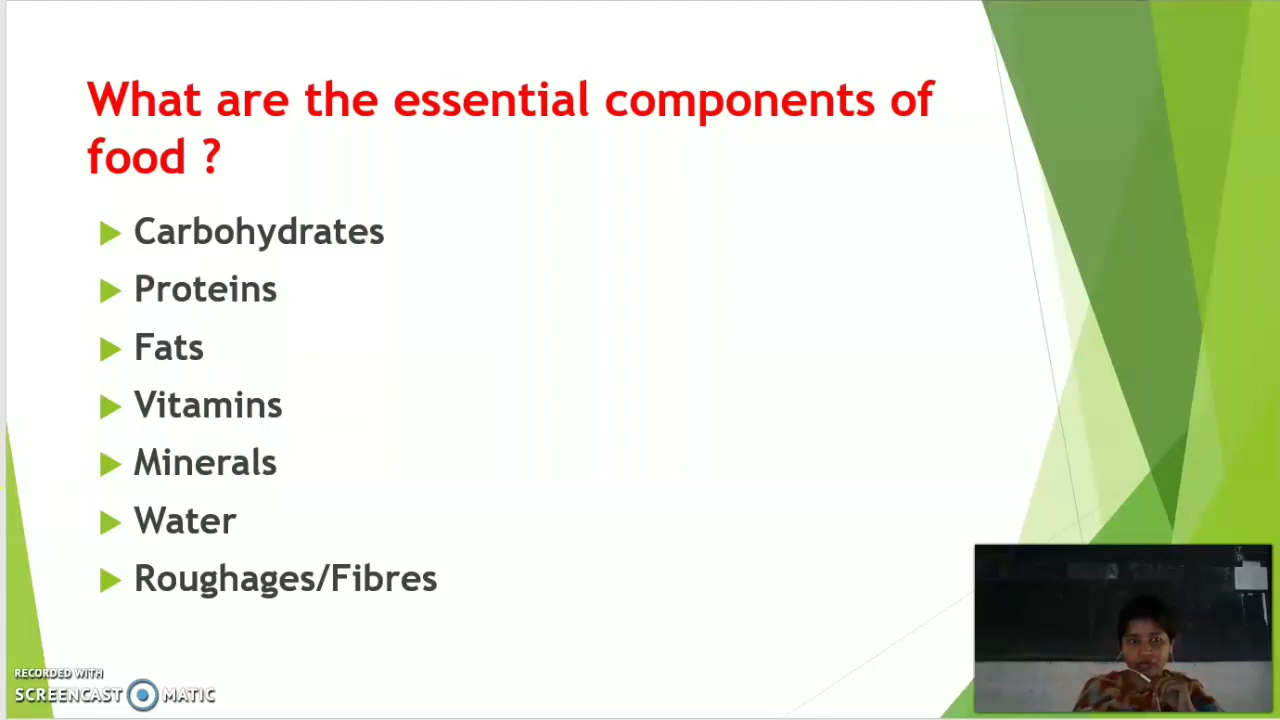 What are the essential components of
food ?
Carbohydrates
Proteins
Fats
Vitamins
Minerals
Water
Roughages/Fibres
RECORDED WITH
SCREENCAST MATIC